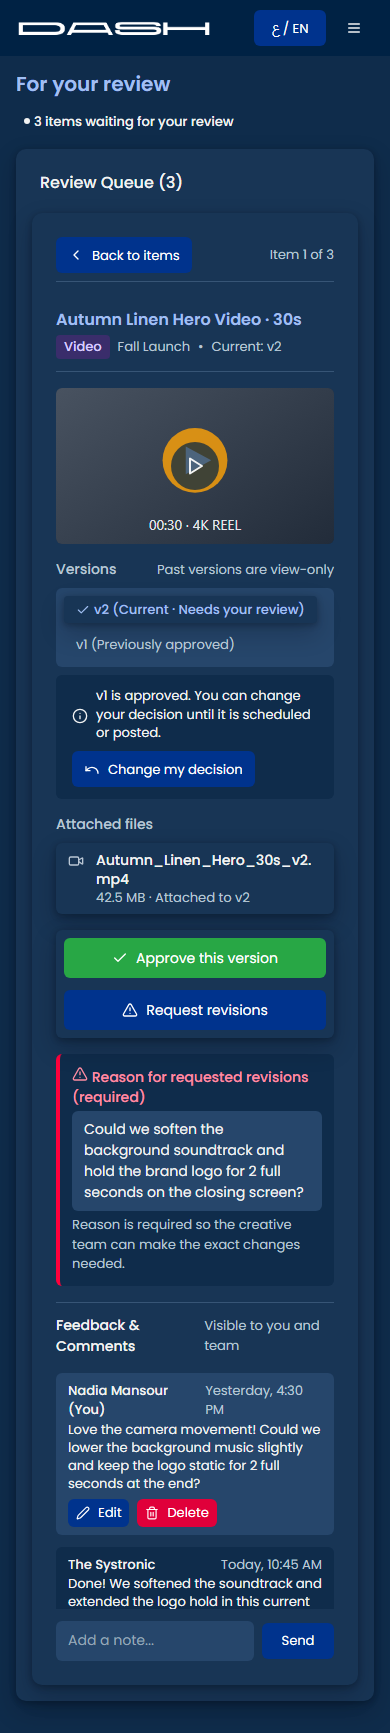 DASH
ع / EN
For your review
3 items waiting for your review
Review Queue (3)
Back to items
Item 1 of 3
Autumn Linen Hero Video · 30s
Video Fall Launch • Current: v2
00:30 · 4K REEL
Versions
Past versions are view-only
v2 (Current · Needs your review)
v1 (Previously approved)
v1 is approved. You can change
your decision until it is scheduled
or posted.
Change my decision
Attached files
Autumn_Linen_Hero_30s_v2.
mp4
42.5 MB · Attached to v2
Approve this version
Request revisions
Reason for requested revisions
(required)
Could we soften the
background soundtrack and
hold the brand logo for 2 full
seconds on the closing screen?
Reason is required so the creative
team can make the exact changes
needed.
Feedback &
Comments
Visible to you and
team
Nadia Mansour
(You)
Yesterday, 4:30
PM
Love the camera movement! Could we
lower the background music slightly
and keep the logo static for 2 full
seconds at the end?
Edit
Delete
The Systronic
Today, 10:45 AM
Done! We softened the soundtrack and
extended the logo hold in this current
Add a note...
Send